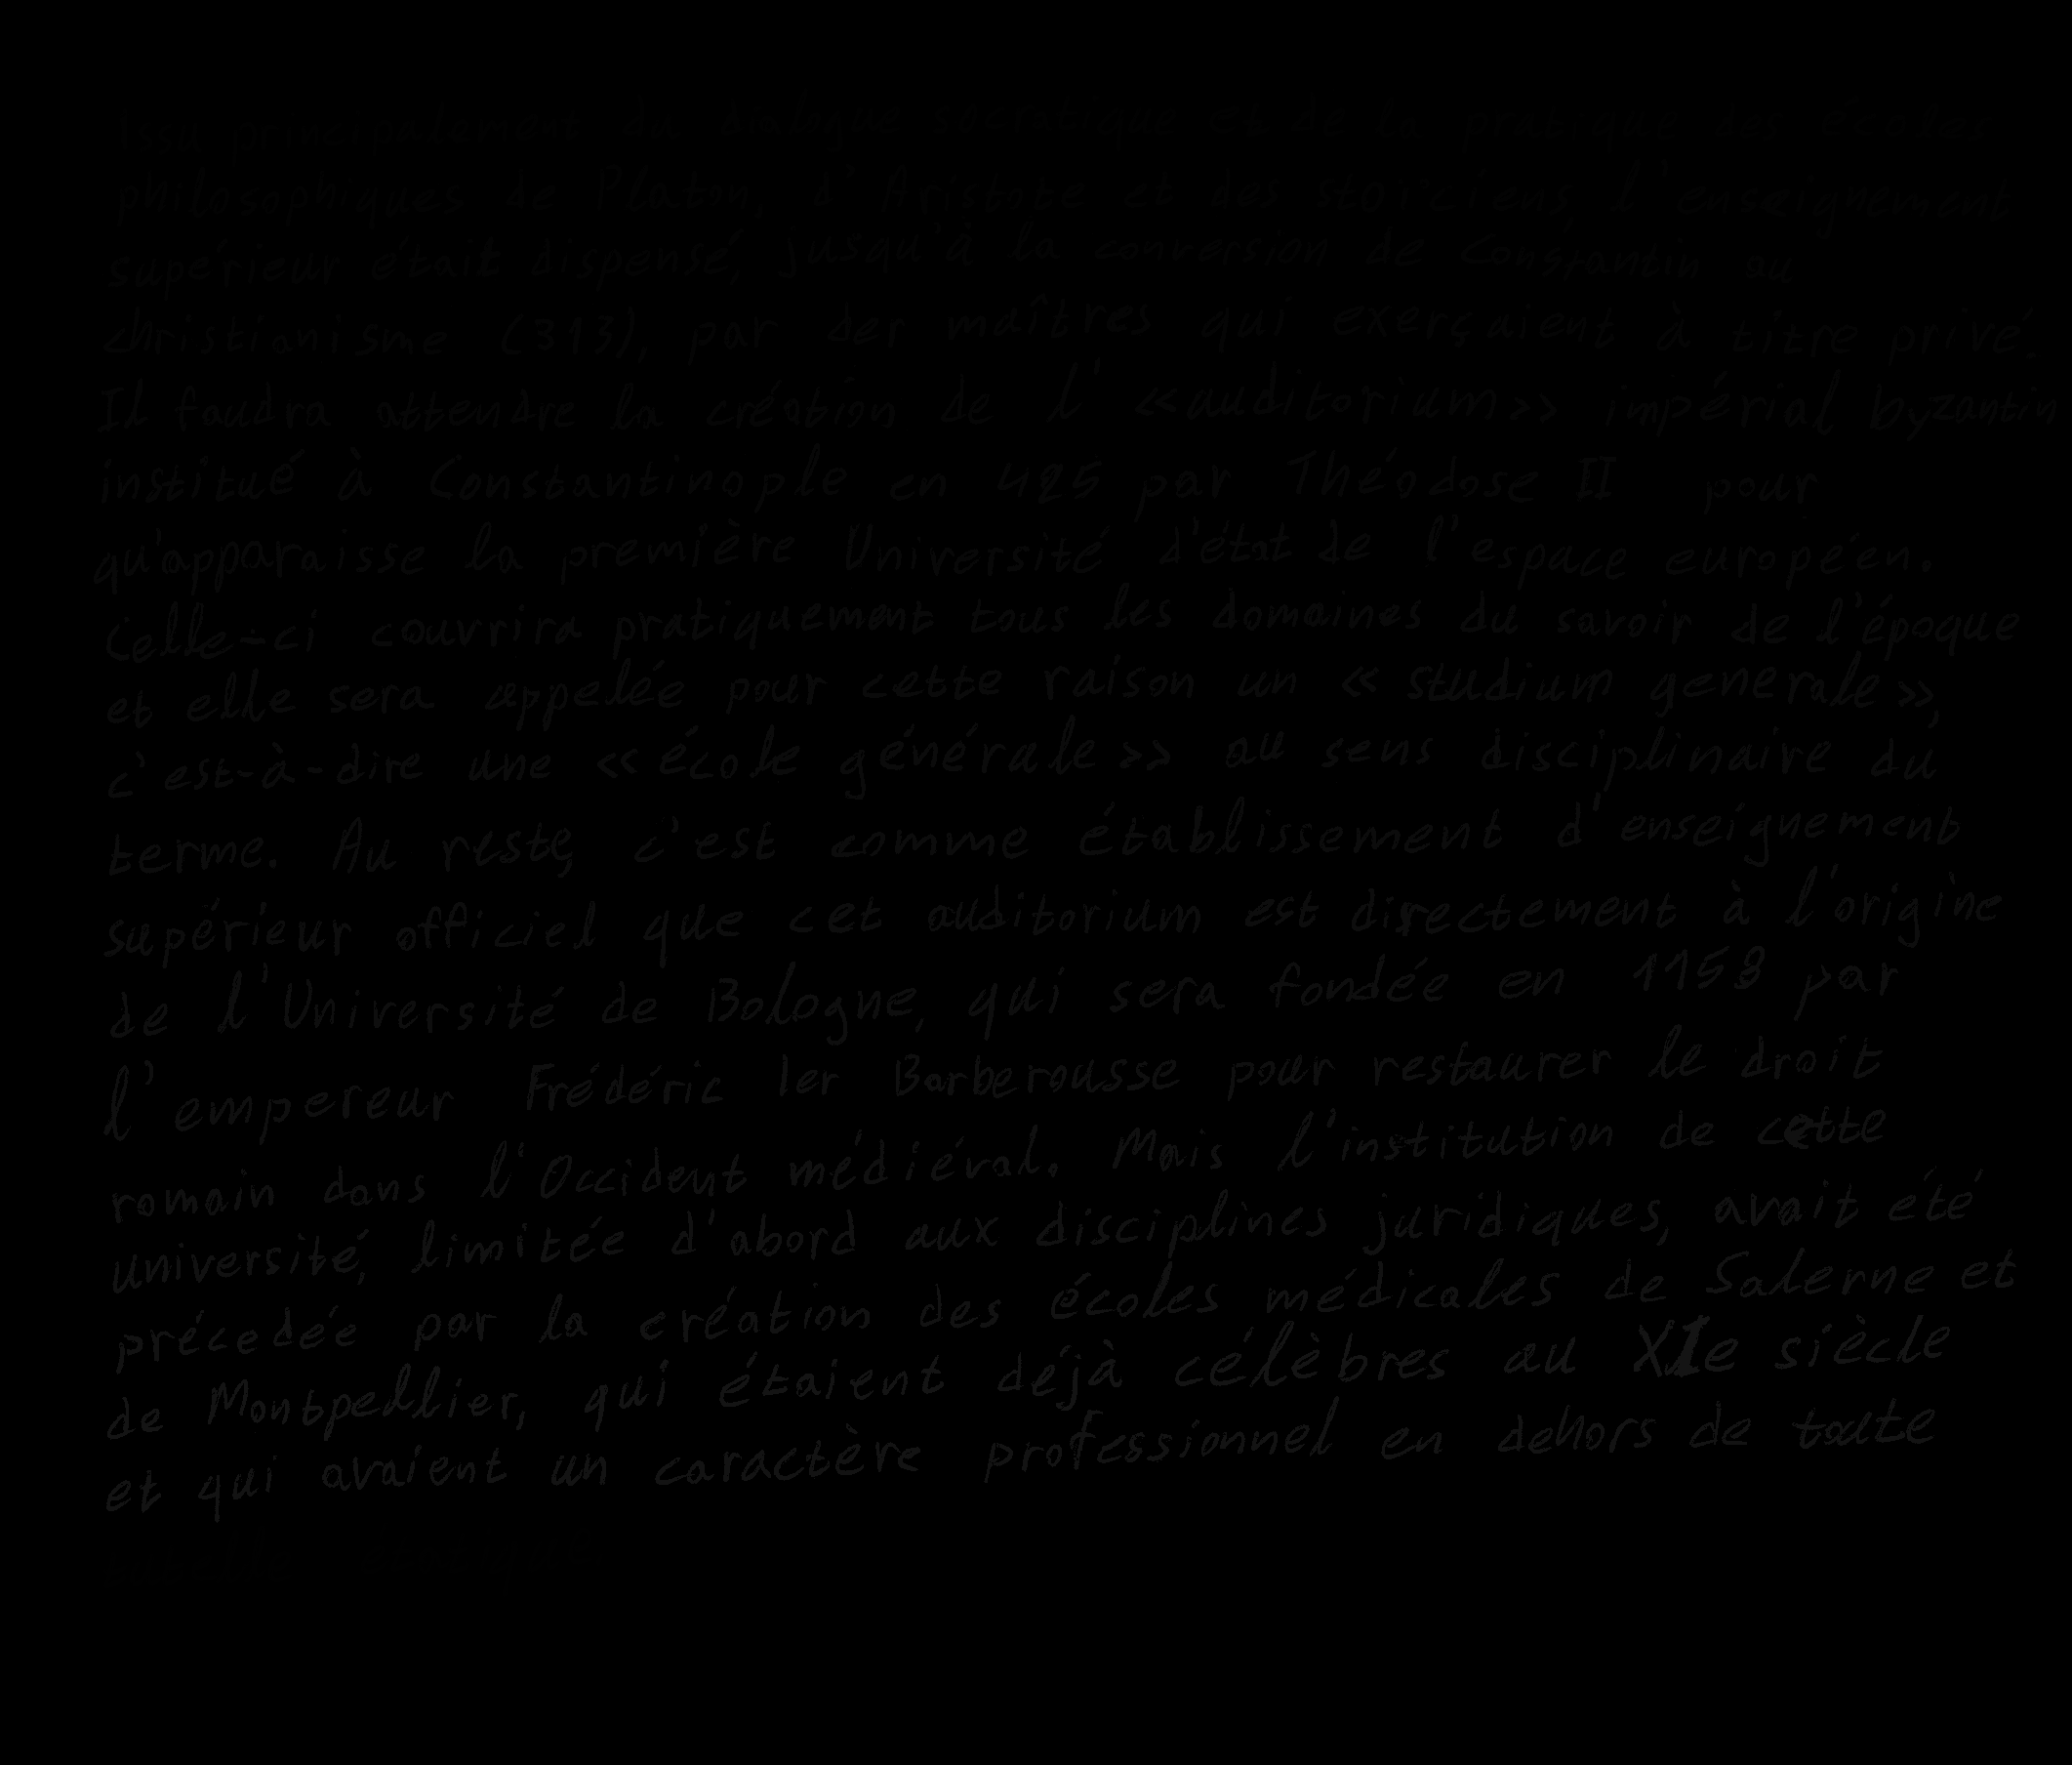 Issu principalement du dialogue socratique et de la pratique des écoles
philosophiques de Platon, d'Aristote et des stoïciens, l'enseignement
supérieur était dispensé, jusqu'à la conversion de Constantin au
christianisme (313), par der maîtres qui exerçaient à titre privé.
Il faudra attendre la création de l' «auditorium» impérial byzantin
institué à Constantinople en 425 par Théodose II pour
qu'apparaisse la première Université d'état de l'espace européen.
Celle-ci couvrira pratiquement tous les domaines du savoir de l'époque
et elle sera appelée pour cette raison un « studium generale»,
c'est-à-dire une «école générale» au sens disciplinaire du
terme. Au reste, c'est comme établissement d'enseignement
supérieur officiel que cet auditorium est directement à l'origine
de l'Université de Bologne, qui sera fondée en 1158 par
l'empereur Frédéric Ier Barberousse pour restaurer le droit
romain dans l'Occident médiéval. Mais l'institution de cette
université, limitée d'abord aux disciplines juridiques, avait été
précedée par la création des écoles médicales de Salerne et
de Montpellier, qui étaient déjà célèbres au XIe siècle
et qui avaient un caractère professionnel en dehors de toute